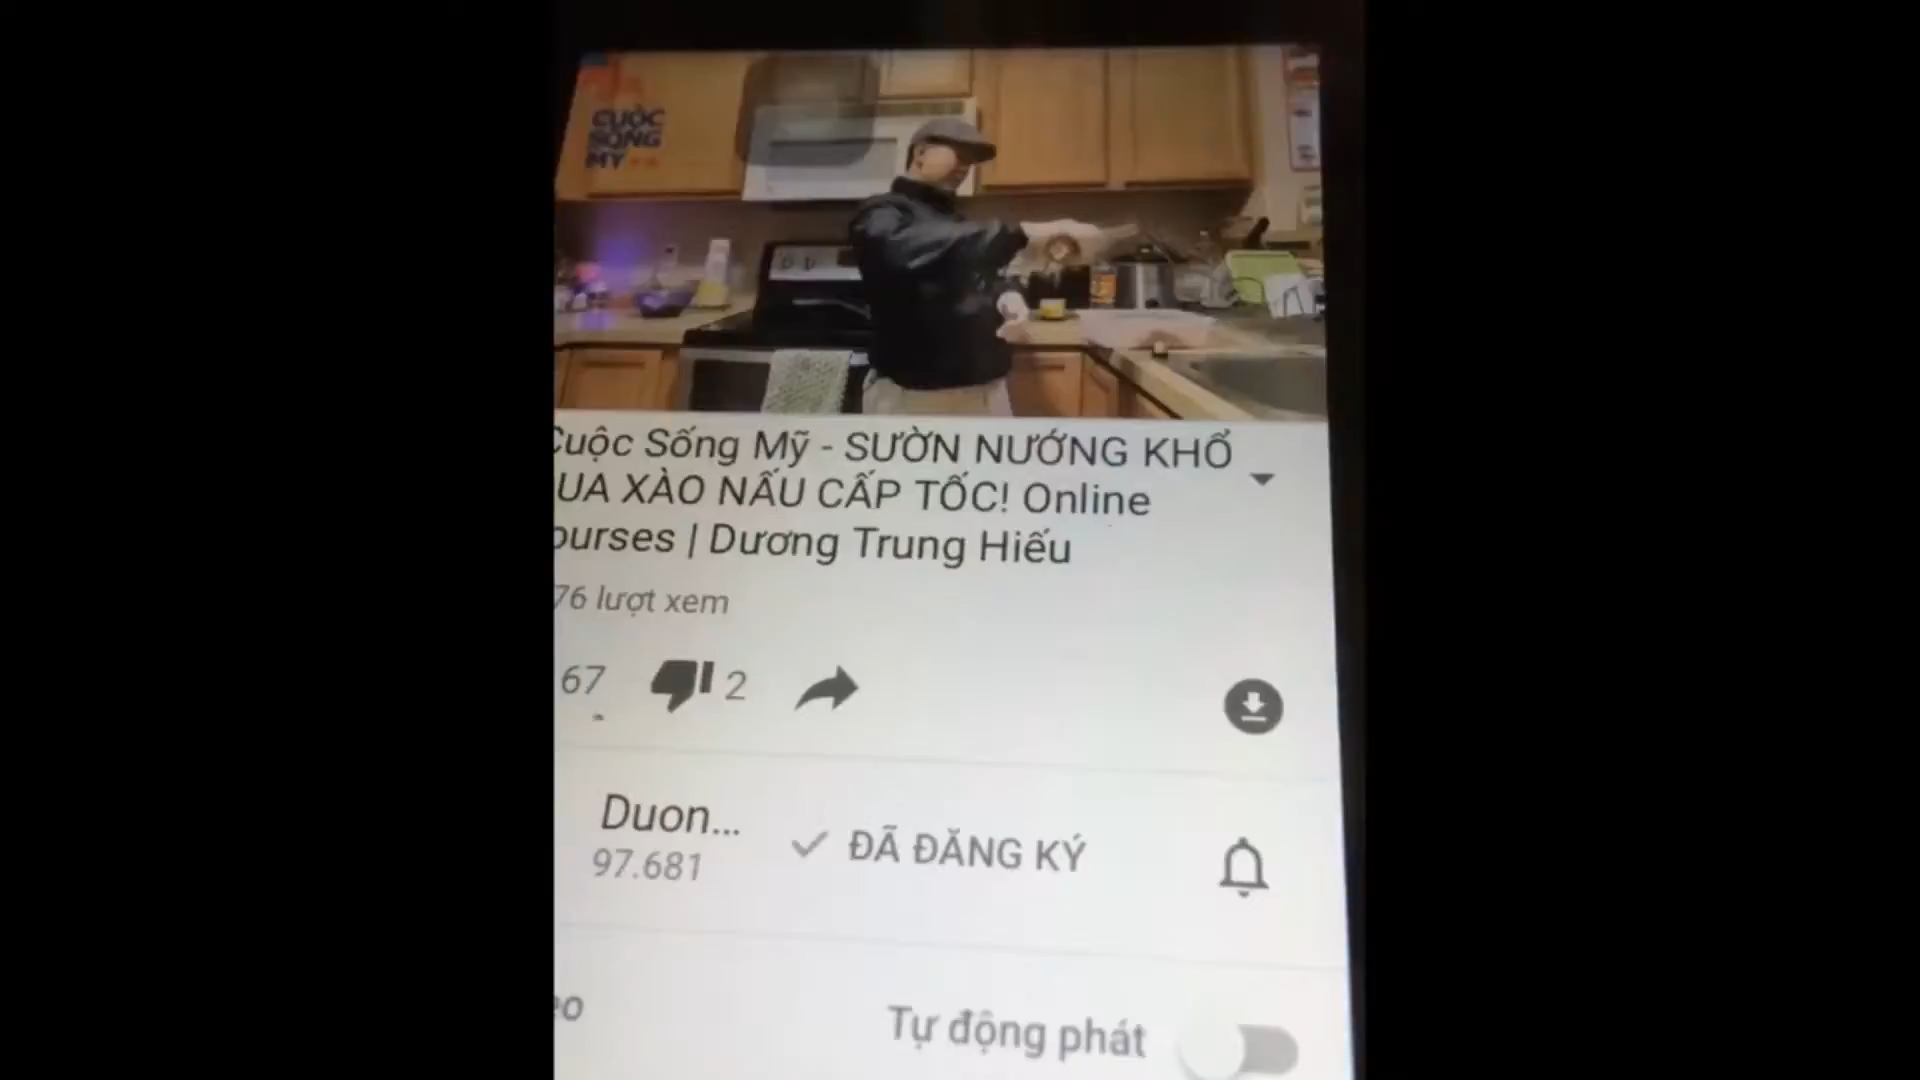 CUỘC
SỐNG
MỸ
Cuộc Sống Mỹ - SƯỜN NƯỚNG KHỔ
UA XÀO NẤU CẤP TỐC! Online
ourses | Dương Trung Hiếu
76 lượt xem
67
2
Duon...
97.681
ĐÃ ĐĂNG KÝ
eo
Tự động phát